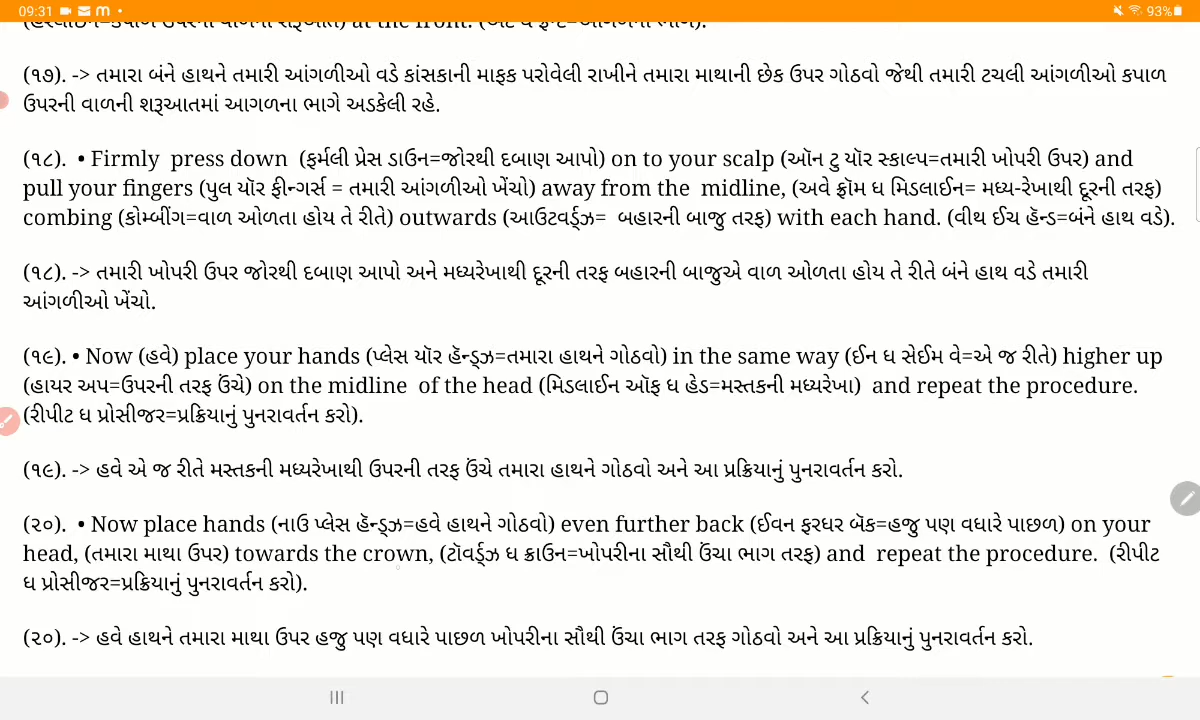 09:31 93%
(૧૭). -> તમારા બંને હાથને તમારી આંગળીઓ વડે કાંસકાની માફક પરોવેલી રાખીને તમારા માથાની છેક ઉપર ગોઠવો જેથી તમારી ટચલી આંગળીઓ કપાળ
ઉપરની વાળની શરૂઆતમાં આગળના ભાગે અડકેલી રહે.
(૧૮). • Firmly press down (ફર્મલી પ્રેસ ડાઉન=જોરથી દબાણ આપો) on to your scalp (ઑન ટુ યૉર સ્કાલ્પ=તમારી ખોપરી ઉપર) and
pull your fingers (પુલ યૉર ફીન્ગર્સ = તમારી આંગળીઓ ખેંચો) away from the midline, (અવે ફ્રૉમ ધ મિડલાઈન= મધ્ય-રેખાથી દૂરની તરફ)
combing (કોમ્બીંગ=વાળ ઓળતા હોય તે રીતે) outwards (આઉટવર્ડ્ઝ= બહારની બાજુ તરફ) with each hand. (વીથ ઈચ હૅન્ડ=બંને હાથ વડે).
(૧૮). -> તમારી ખોપરી ઉપર જોરથી દબાણ આપો અને મધ્યરેખાથી દૂરની તરફ બહારની બાજુએ વાળ ઓળતા હોય તે રીતે બંને હાથ વડે તમારી
આંગળીઓ ખેંચો.
(૧૯). • Now (હવે) place your hands (પ્લેસ યૉર હૅન્ડ્ઝ=તમારા હાથને ગોઠવો) in the same way (ઈન ધ સેઈમ વે=એ જ રીતે) higher up
(હાયર અપ=ઉપરની તરફ ઉંચે) on the midline of the head (મિડલાઈન ઑફ ધ હેડ=મસ્તકની મધ્યરેખા) and repeat the procedure.
(રીપીટ ધ પ્રોસીજર=પ્રક્રિયાનું પુનરાવર્તન કરો).
(૧૯). -> હવે એ જ રીતે મસ્તકની મધ્યરેખાથી ઉપરની તરફ ઉંચે તમારા હાથને ગોઠવો અને આ પ્રક્રિયાનું પુનરાવર્તન કરો.
(૨૦). • Now place hands (નાઉ પ્લેસ હૅન્ડ્ઝ=હવે હાથને ગોઠવો) even further back (ઈવન ફરધર બૅક=હજુ પણ વધારે પાછળ) on your
head, (તમારા માથા ઉપર) towards the crown, (ટૉવર્ડ્ઝ ધ ક્રાઉન=ખોપરીના સૌથી ઉંચા ભાગ તરફ) and repeat the procedure. (રીપીટ
ધ પ્રોસીજર=પ્રક્રિયાનું પુનરાવર્તન કરો).
(૨૦). -> હવે હાથને તમારા માથા ઉપર હજુ પણ વધારે પાછળ ખોપરીના સૌથી ઉંચા ભાગ તરફ ગોઠવો અને આ પ્રક્રિયાનું પુનરાવર્તન કરો.